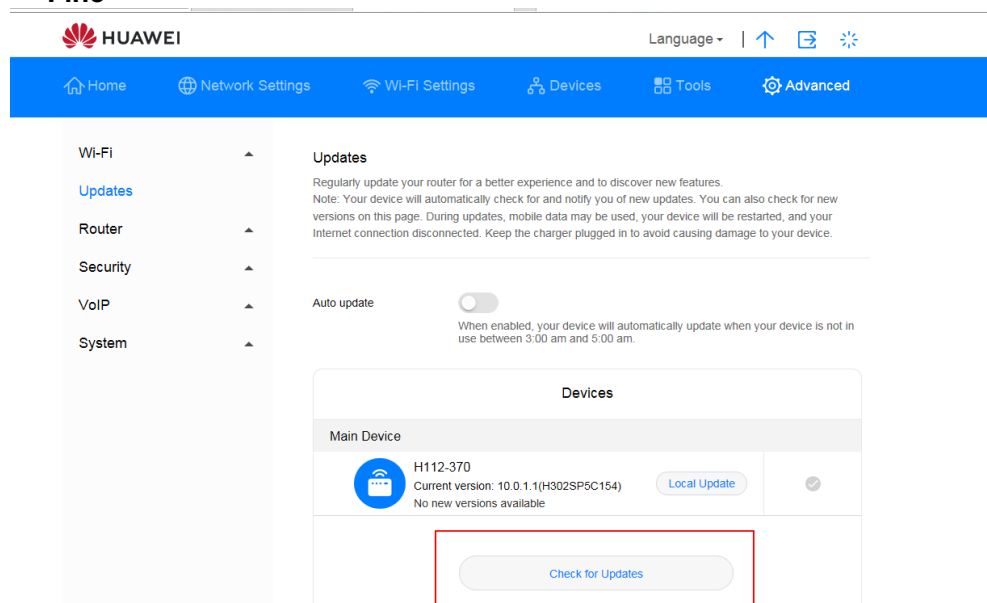 HUAWEI
Language
Home
Network Settings
Wi-Fi Settings
Devices
Tools
Advanced
Wi-Fi
Updates
Router
Security
VoIP
System
Updates
Regularly update your router for a better experience and to discover new features.
Note: Your device will automatically check for and notify you of new updates. You can also check for new
versions on this page. During updates, mobile data may be used, your device will be restarted, and your
Internet connection disconnected. Keep the charger plugged in to avoid causing damage to your device.
Auto update
When enabled, your device will automatically update when your device is not in
use between 3:00 am and 5:00 am.
Devices
Main Device
H112-370
Current version: 10.0.1.1(H302SP5C154)
Local Update
No new versions available
Check for Updates